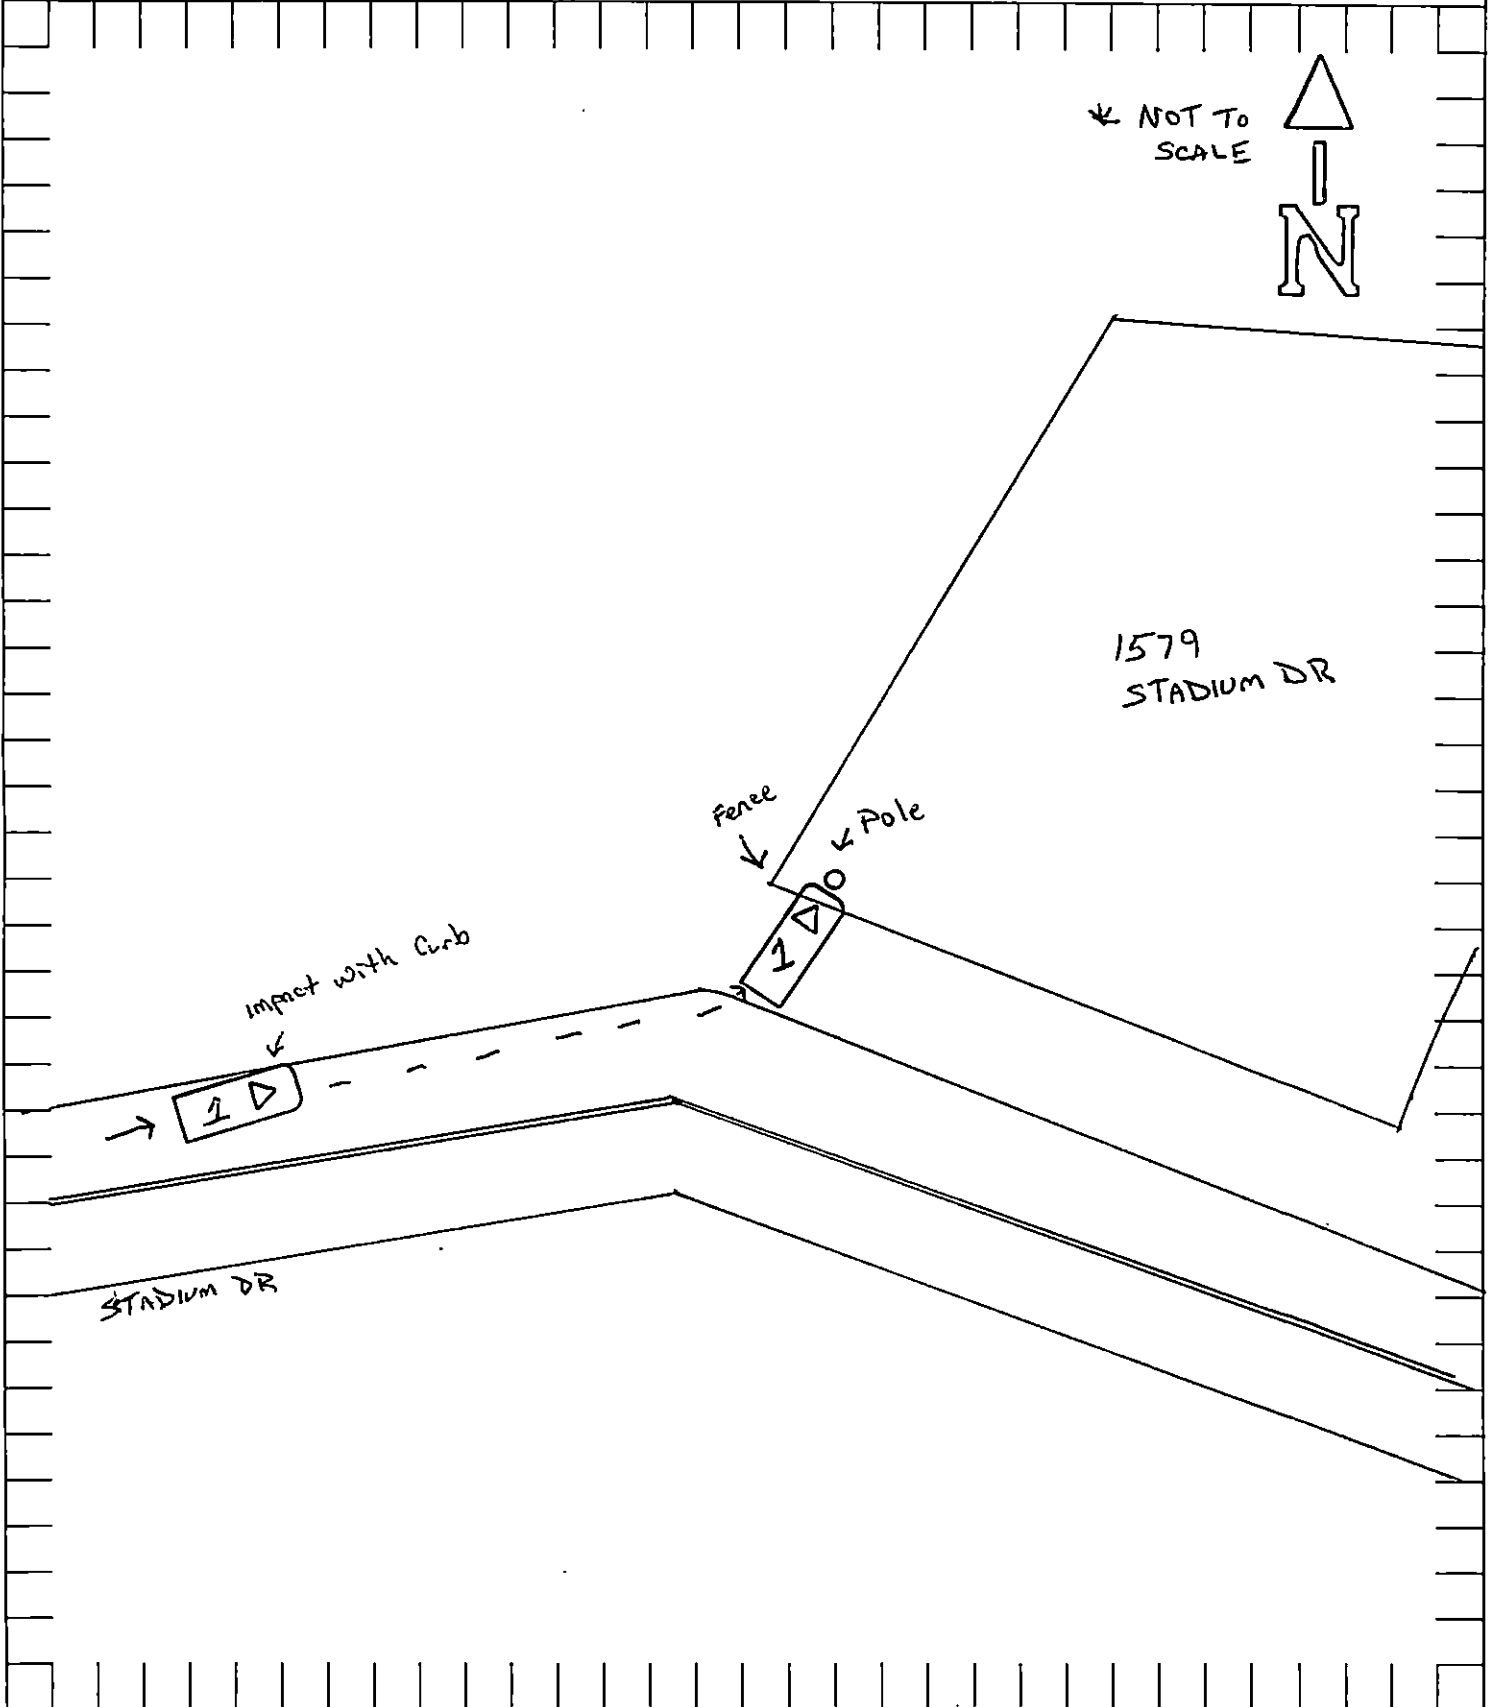 * NOT TO
SCALE
N
1579
STADIUM DR
Fence
Pole
Impact with Curb
1
1
STADIUM DR